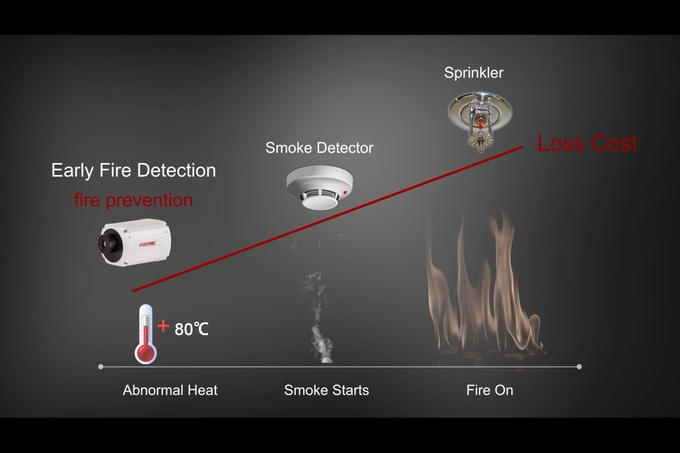 Sprinkler
Loss Cost
Smoke Detector
Early Fire Detection
fire prevention
FOTRIC
+ 80℃
Abnormal Heat
Smoke Starts
Fire On